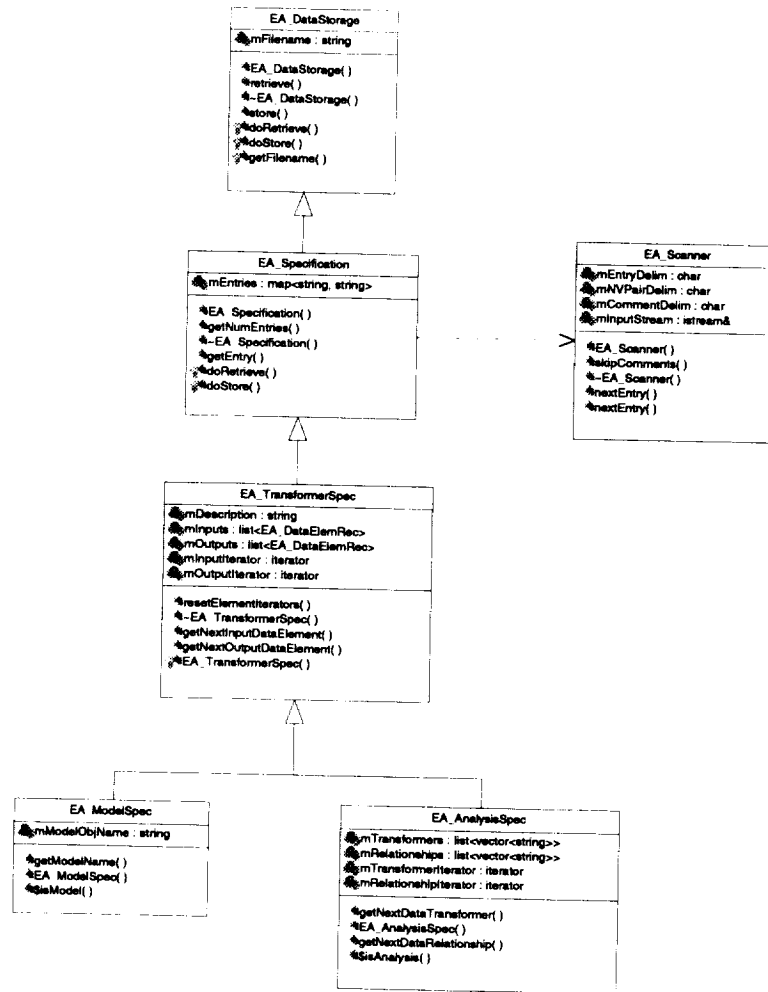 EA_DataStorage
mFilename : string
EA_DataStorage( )
retrieve( )
~EA_DataStorage( )
store( )
doRetrieve( )
doStore( )
getFilename( )
EA_Specification
mEntries : map<string, string>
EA_Specification( )
getNumEntries( )
~EA_Specification( )
getEntry( )
doRetrieve( )
doStore( )
EA_Scanner
mEntryDelim : char
mNVPairDelim : char
mCommentDelim : char
mInputStream : istream&
EA_Scanner( )
skipComments( )
~EA_Scanner( )
nextEntry( )
nextEntry( )
EA_TransformerSpec
mDescription : string
mInputs : list<EA_DataElemRec>
mOutputs : list<EA_DataElemRec>
mInputIterator : iterator
mOutputIterator : iterator
resetElementIterators( )
~EA_TransformerSpec( )
getNextInputDataElement( )
getNextOutputDataElement( )
EA_TransformerSpec( )
EA_ModelSpec
mModelObjName : string
getModelName( )
EA_ModelSpec( )
$isModel( )
EA_AnalysisSpec
mTransformers : list<vector<string>>
mRelationships : list<vector<string>>
mTransformerIterator : iterator
mRelationshipIterator : iterator
getNextDataTransformer( )
EA_AnalysisSpec( )
getNextDataRelationship( )
$isAnalysis( )